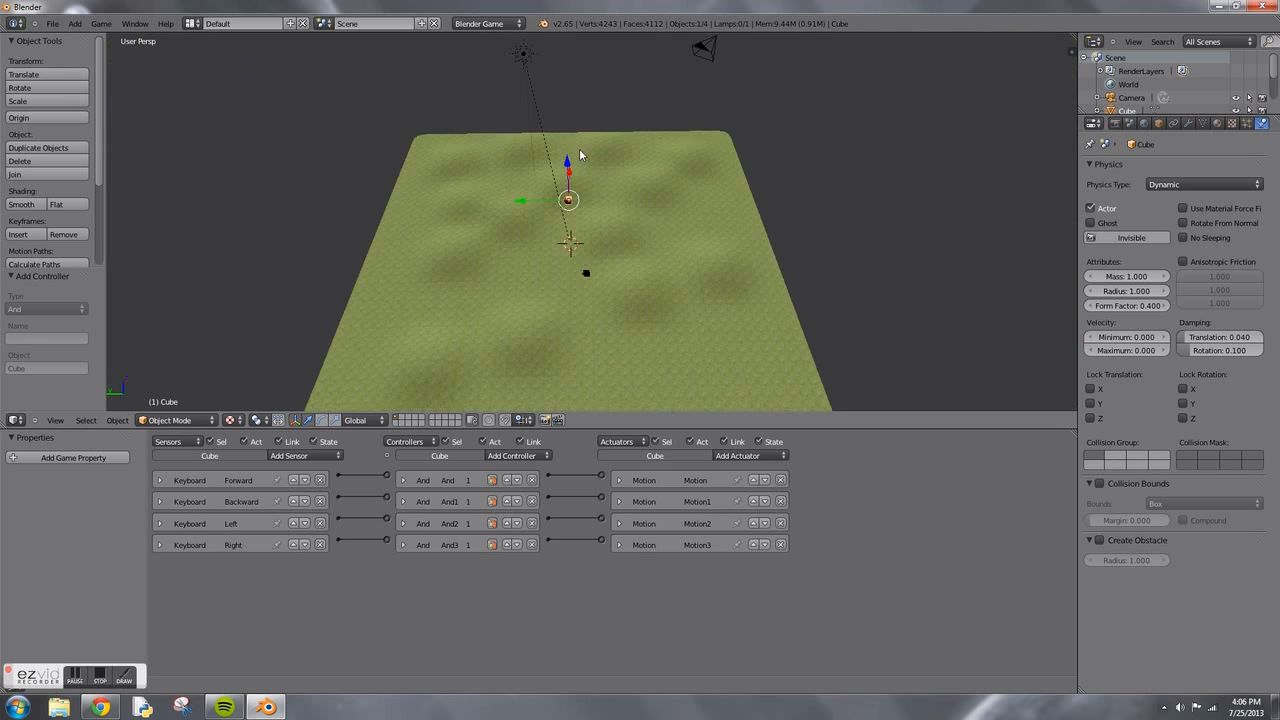 Blender
File Add Game Window Help Default Scene Blender Game v2.65 | Verts:4243 | Faces:4112 | Objects:1/4 | Lamps:0/1 | Mem:9.44M (0.91M) | Cube
Object Tools
Transform:
Translate
Rotate
Scale
Origin
Object:
Duplicate Objects
Delete
Join
Shading:
Smooth Flat
Keyframes:
Insert Remove
Motion Paths:
Calculate Paths
Add Controller
Type
And
Name
Object
Cube
User Persp
(1) Cube
View Select Object Object Mode Global
View Search All Scenes
Scene
RenderLayers
World
Camera
Cube
Cube
Physics
Physics Type: Dynamic
Actor Use Material Force Fi
Ghost Rotate From Normal
Invisible No Sleeping
Attributes: Anisotropic Friction
Mass: 1.000 1.000
Radius: 1.000 1.000
Form Factor: 0.400 1.000
Velocity: Damping:
Minimum: 0.000 Translation: 0.040
Maximum: 0.000 Rotation: 0.100
Lock Translation: Lock Rotation:
X X
Y Y
Z Z
Collision Group: Collision Mask:
Collision Bounds
Bounds: Box
Margin: 0.000 Compound
Create Obstacle
Radius: 1.000
Properties
Add Game Property
Sensors Sel Act Link State Controllers Sel Act Link Actuators Sel Act Link State
Cube Add Sensor Cube Add Controller Cube Add Actuator
Keyboard Forward And And 1 Motion Motion
Keyboard Backward And And1 1 Motion Motion1
Keyboard Left And And2 1 Motion Motion2
Keyboard Right And And3 1 Motion Motion3
ezvid
RECORDER
PAUSE STOP DRAW
4:06 PM
7/25/2013